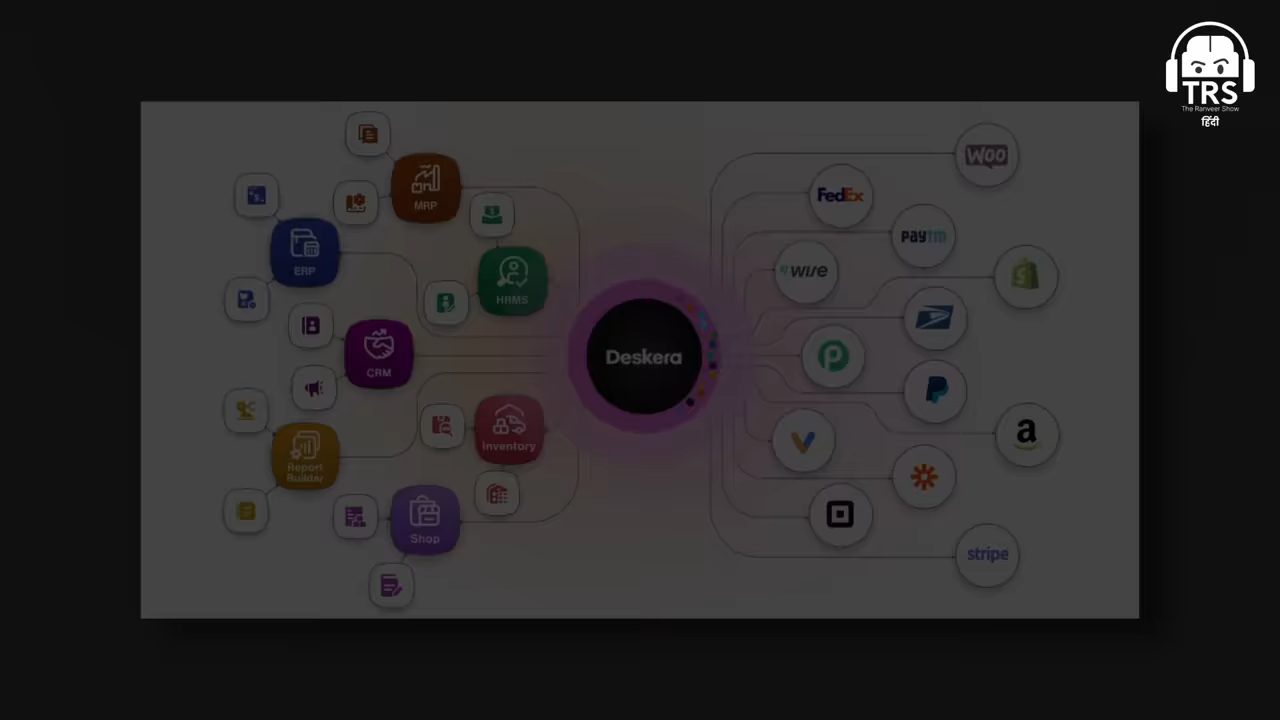 TRS
The Ranveer Show
हिंदी
MRP
ERP
HRMS
CRM
Inventory
Report
Builder
Shop
Deskera
WOO
FedEx
paytm
wise
a
stripe